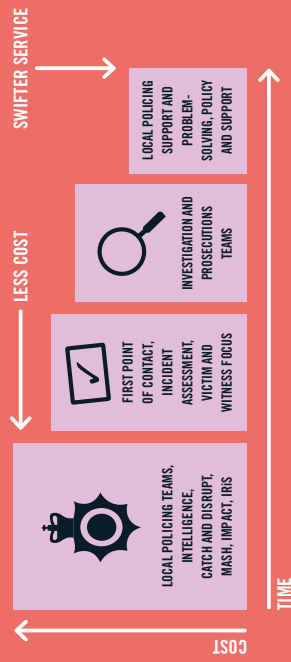 LESS COST
SWIFTER SERVICE
LOCAL POLICING TEAMS,
INTELLIGENCE,
CATCH AND DISRUPT,
MASH, IMPACT, IRIS
FIRST POINT
OF CONTACT,
INCIDENT
ASSESSMENT,
VICTIM AND
WITNESS FOCUS
INVESTIGATION AND
PROSECUTIONS
TEAMS
LOCAL POLICING
SUPPORT AND
PROBLEM-
SOLVING, POLICY
AND SUPPORT
COST
TIME